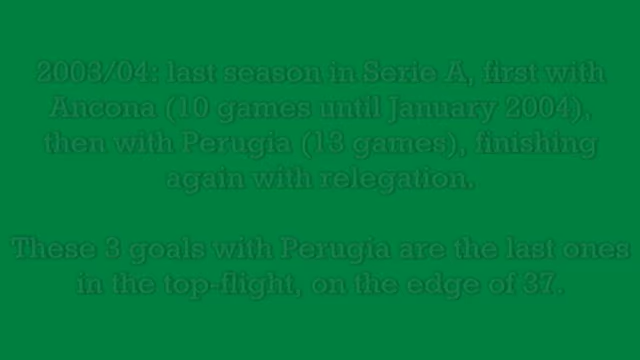 2003/04: last season in Serie A, first with
Ancona (10 games until January 2004),
then with Perugia (13 games), finishing
again with relegation.
These 3 goals with Perugia are the last ones
in the top-flight, on the edge of 37.